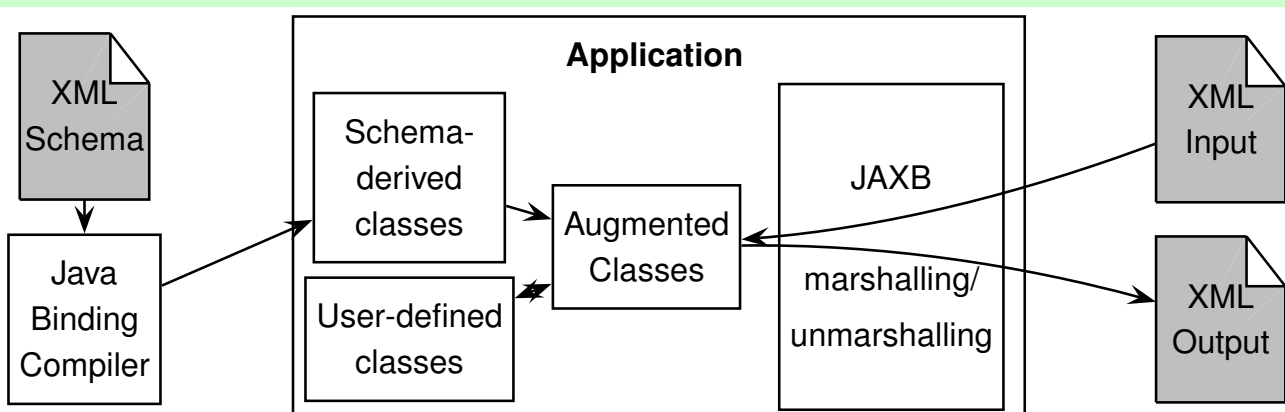 XML
Schema
Java
Binding
Compiler
Application
Schema-
derived
classes
User-defined
classes
Augmented
Classes
JAXB
marshalling/
unmarshalling
XML
Input
XML
Output